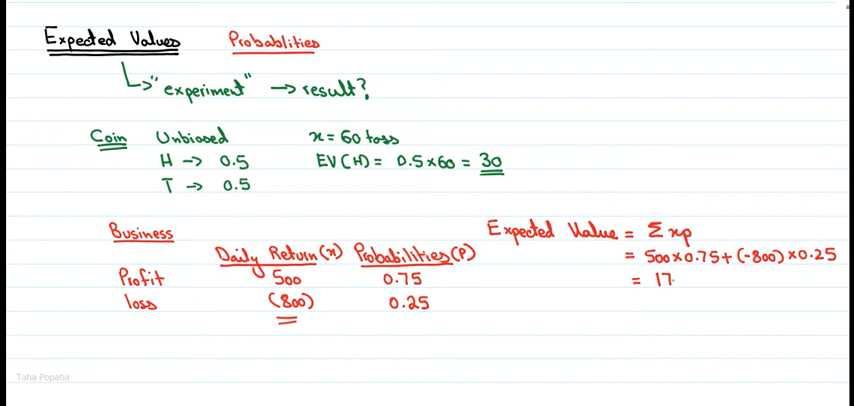 Expected Values Probablities
↳ "experiment" → result?
Coin Unbiased x = 60 toss
H → 0.5 EV(H) = 0.5 × 60 = 30
T → 0.5
Business Expected Value = Σxp
Daily Return(x) Probabilities(P) = 500 × 0.75 + (-800) × 0.25
Profit 500 0.75 = 17
loss (800) 0.25
Taha Popatia